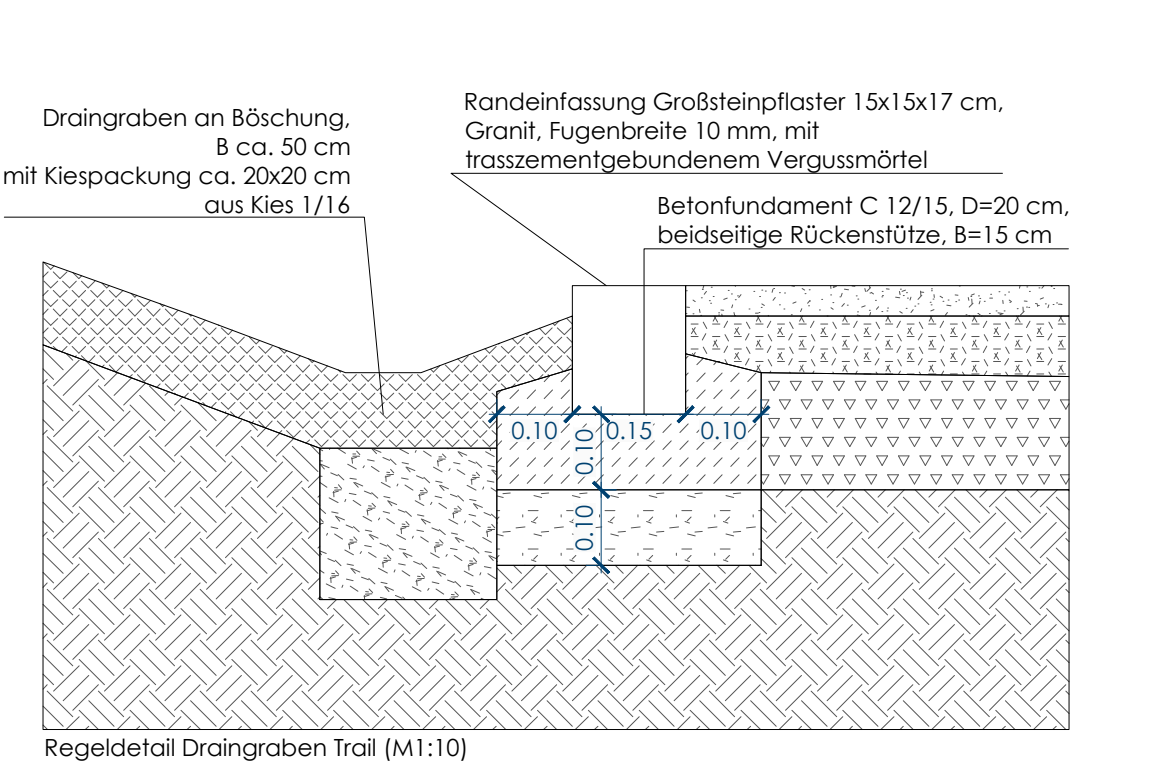 Draingraben an Böschung,
B ca. 50 cm
mit Kiespackung ca. 20x20 cm
aus Kies 1/16
Randeinfassung Großsteinpflaster 15x15x17 cm,
Granit, Fugenbreite 10 mm, mit
trasszementgebundenem Vergussmörtel
Betonfundament C 12/15, D=20 cm,
beidseitige Rückenstütze, B=15 cm
0.10
0.15
0.10
0.10
0.10
Regeldetail Draingraben Trail (M1:10)